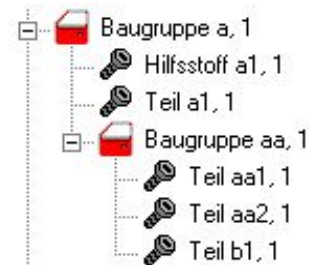 Baugruppe a, 1
Hilfsstoff a1, 1
Teil a1, 1
Baugruppe aa, 1
Teil aa1, 1
Teil aa2, 1
Teil b1, 1